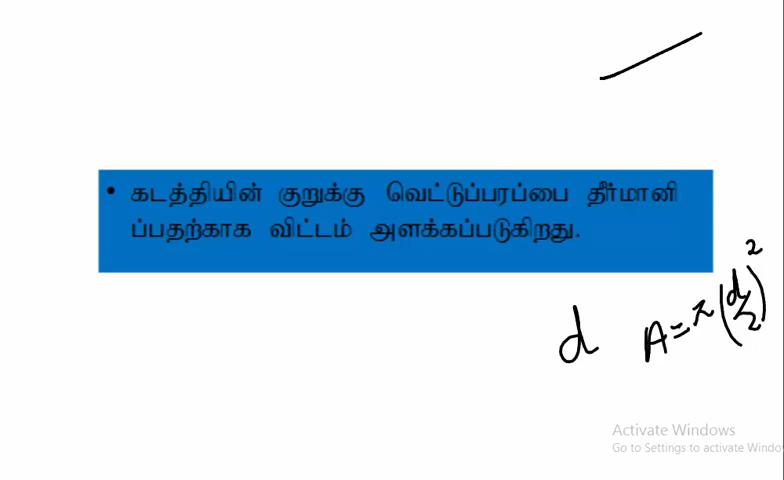 • கடத்தியின் குறுக்கு வெட்டுப்பரப்பை தீர்மானி
ப்பதற்காக விட்டம் அளக்கப்படுகிறது.
d A=π(d/2)²
Activate Windows
Go to Settings to activate Windo